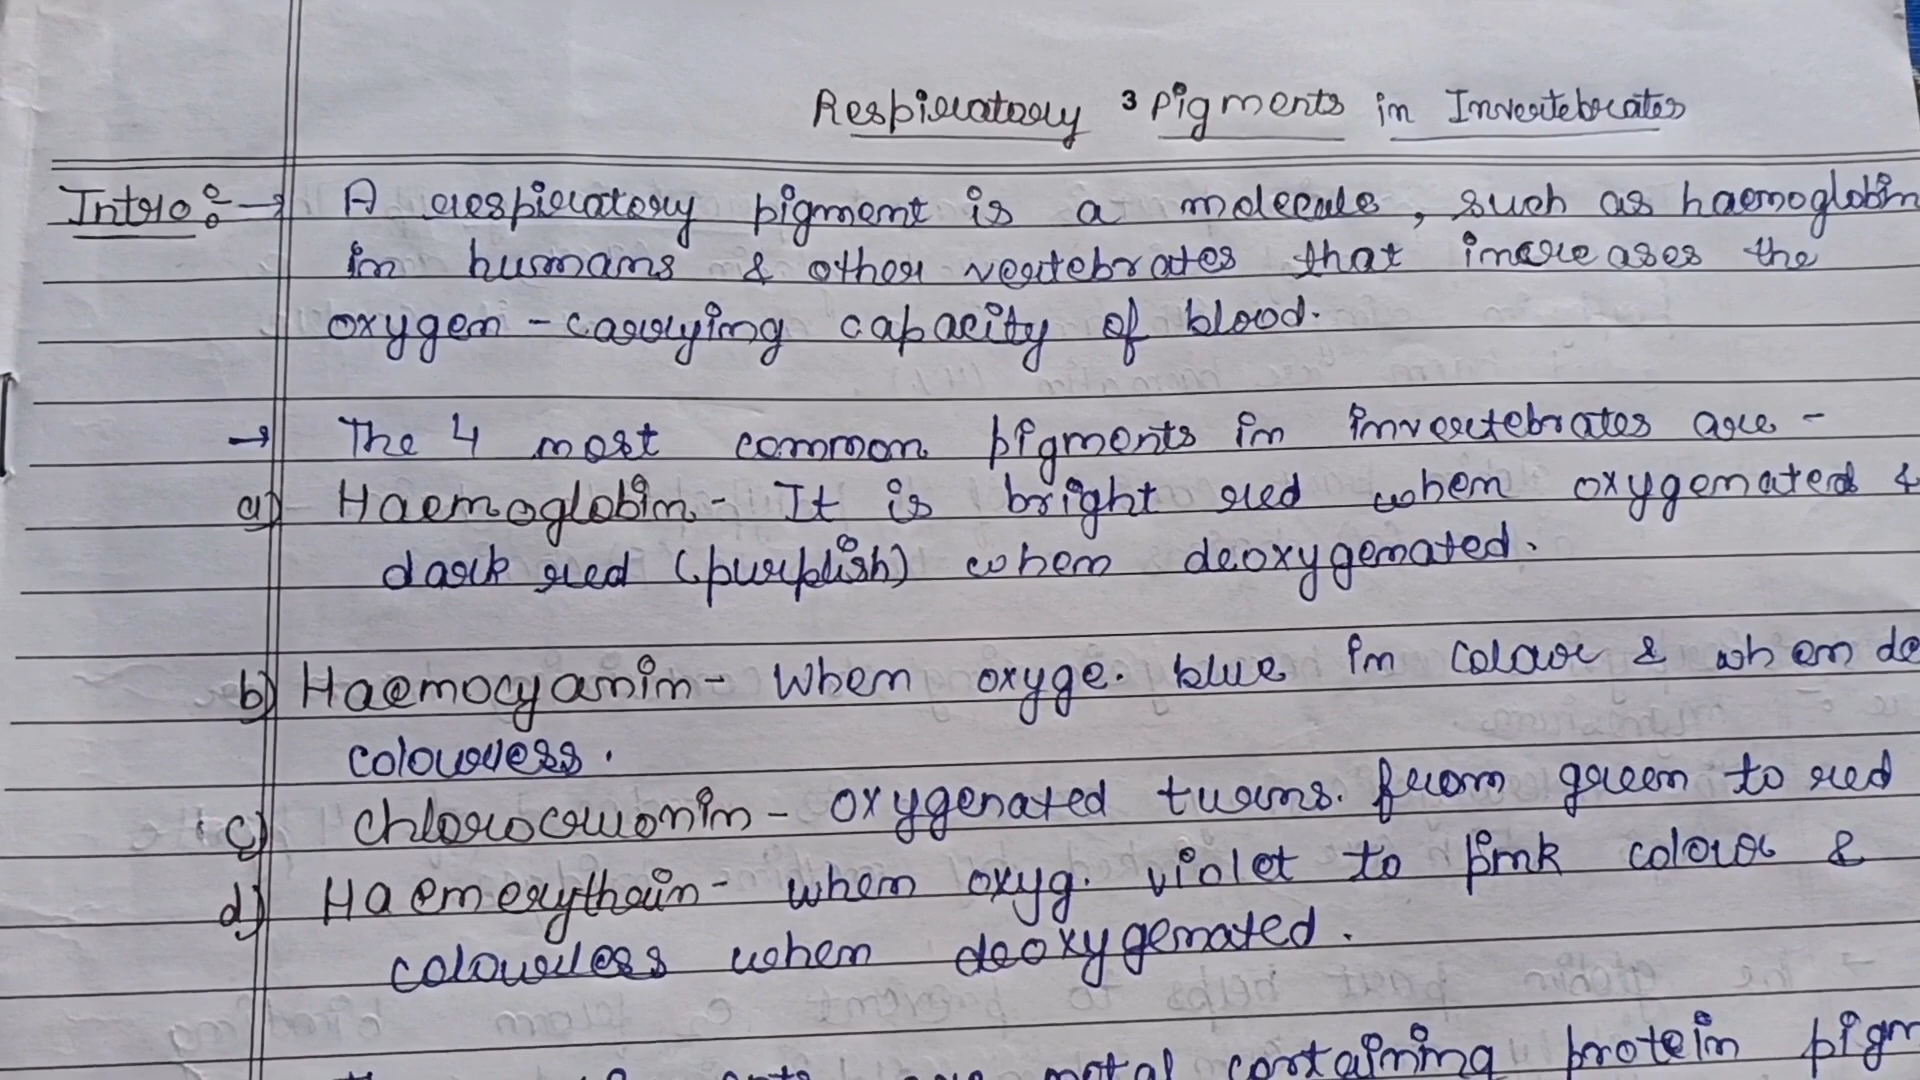 Respiratory 3 Pigments in Invertebrates
Intro :- → A respiratory pigment is a molecule, such as haemoglobin
in humans & other vertebrates that increases the
oxygen - carrying capacity of blood.
→ The 4 most common pigments in invertebrates are -
a) Haemoglobin - It is bright red when oxygenated &
dark red (purplish) when deoxygenated.
b) Haemocyanin - When oxyge. blue in colour & when de
colourless.
c) Chlorocruonin - oxygenated turns. from green to red
d) Haemerythrin - when oxyg. violet to pink colour &
colourless when deoxygenated.
metal containing protein pigm